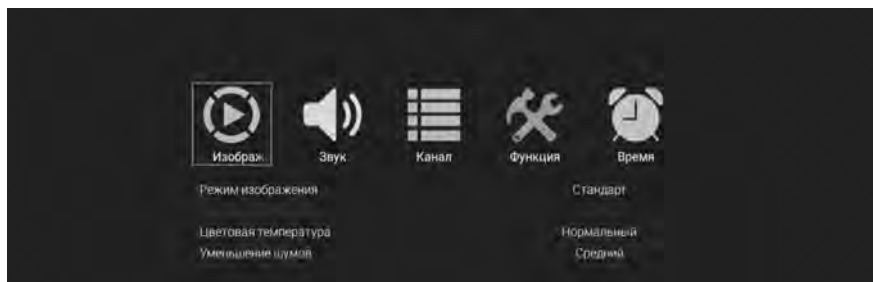 Изображ Звук Канал Функция Время
Режим изображения Стандарт
Цветовая температура Нормальный
Уменьшение шумов Средний